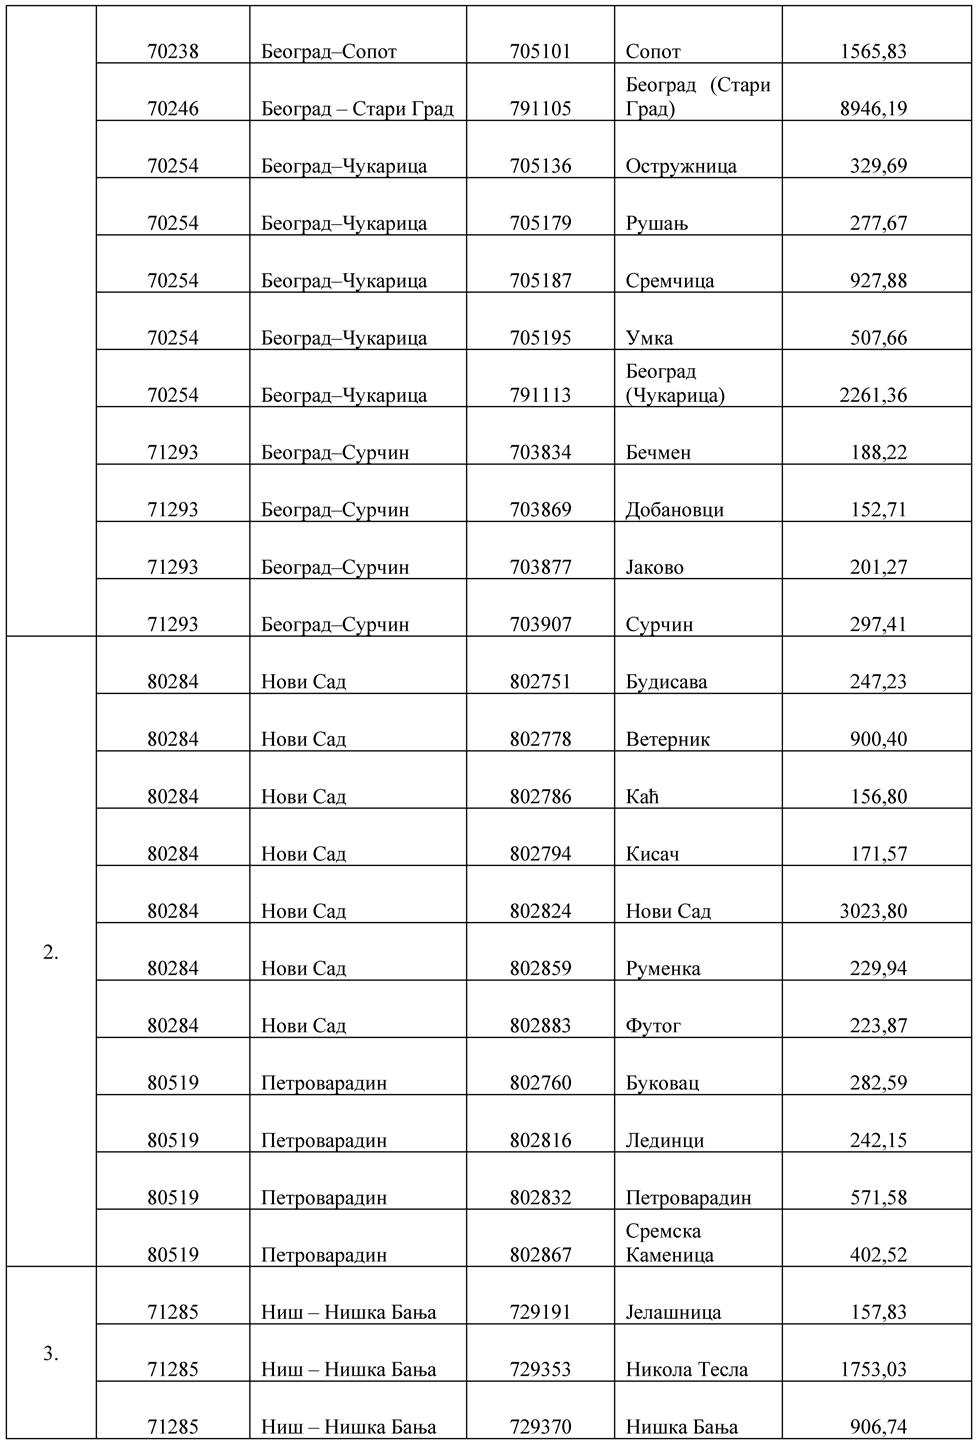 70238 Београд–Сопот 705101 Сопот 1565,83
70246 Београд – Стари Град 791105 Београд (Стари Град) 8946,19
70254 Београд–Чукарица 705136 Остружница 329,69
70254 Београд–Чукарица 705179 Рушањ 277,67
70254 Београд–Чукарица 705187 Сремчица 927,88
70254 Београд–Чукарица 705195 Умка 507,66
70254 Београд–Чукарица 791113 Београд (Чукарица) 2261,36
71293 Београд–Сурчин 703834 Бечмен 188,22
71293 Београд–Сурчин 703869 Добановци 152,71
71293 Београд–Сурчин 703877 Јаково 201,27
71293 Београд–Сурчин 703907 Сурчин 297,41
2.
80284 Нови Сад 802751 Будисава 247,23
80284 Нови Сад 802778 Ветерник 900,40
80284 Нови Сад 802786 Каћ 156,80
80284 Нови Сад 802794 Кисач 171,57
80284 Нови Сад 802824 Нови Сад 3023,80
80284 Нови Сад 802859 Руменка 229,94
80284 Нови Сад 802883 Футог 223,87
80519 Петроварадин 802760 Буковац 282,59
80519 Петроварадин 802816 Лединци 242,15
80519 Петроварадин 802832 Петроварадин 571,58
80519 Петроварадин 802867 Сремска Каменица 402,52
3.
71285 Ниш – Нишка Бања 729191 Јелашница 157,83
71285 Ниш – Нишка Бања 729353 Никола Тесла 1753,03
71285 Ниш – Нишка Бања 729370 Нишка Бања 906,74